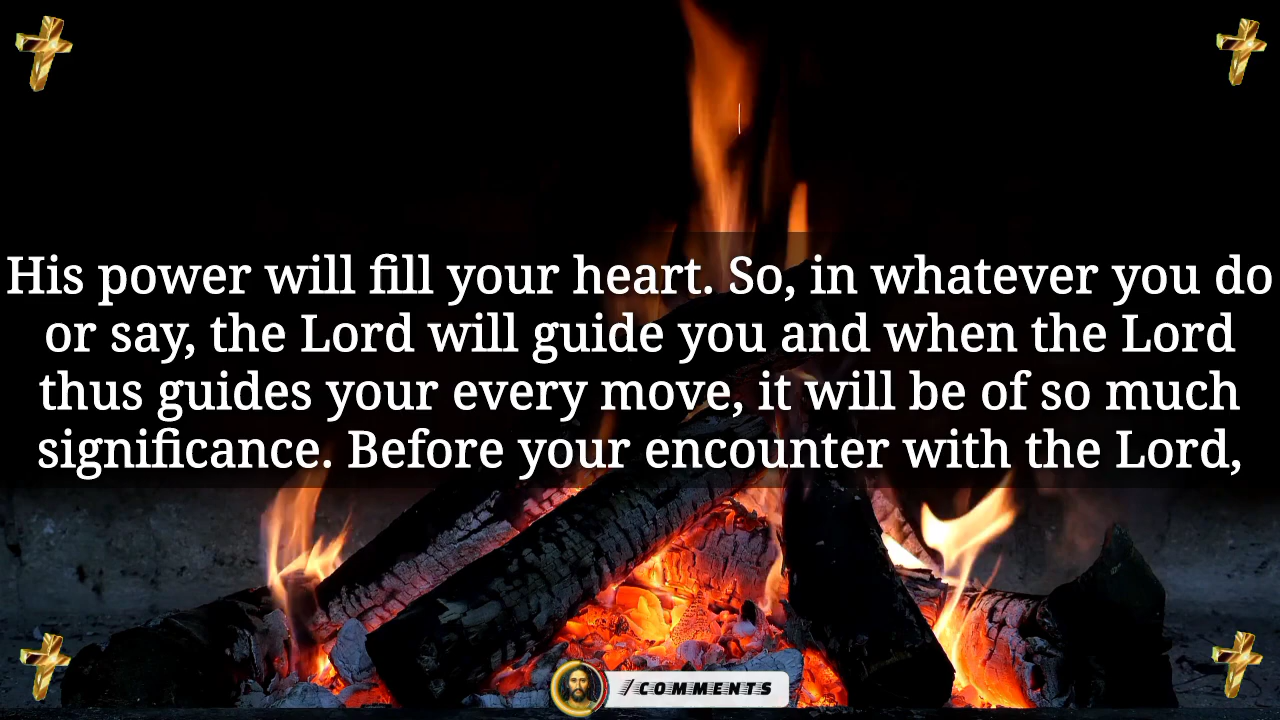 His power will fill your heart. So, in whatever you do
or say, the Lord will guide you and when the Lord
thus guides your every move, it will be of so much
significance. Before your encounter with the Lord,
/COMMENTS